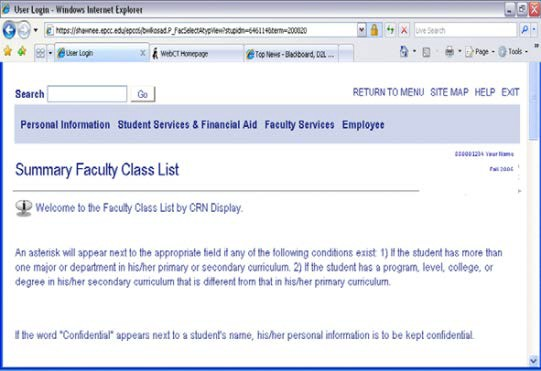 User Login - Windows Internet Explorer
https://shawnee.epcc.edu/epcos/bwlkosad.P_FacSelectAtypView?stupidm=646114&term=200020
Live Search
User Login
X
WebCT Homepage
Top News - Blackboard, D2L ...
Page
Tools
Search
Go
RETURN TO MENU SITE MAP HELP EXIT
Personal Information Student Services & Financial Aid Faculty Services Employee
000001234 Your Name
Summary Faculty Class List
Fall 2006
Welcome to the Faculty Class List by CRN Display.
An asterisk will appear next to the appropriate field if any of the following conditions exist: 1) If the student has more than
one major or department in his/her primary or secondary curriculum. 2) If the student has a program, level, college, or
degree in his/her secondary curriculum that is different from that in his/her primary curriculum.
If the word "Confidential" appears next to a student's name, his/her personal information is to be kept confidential.